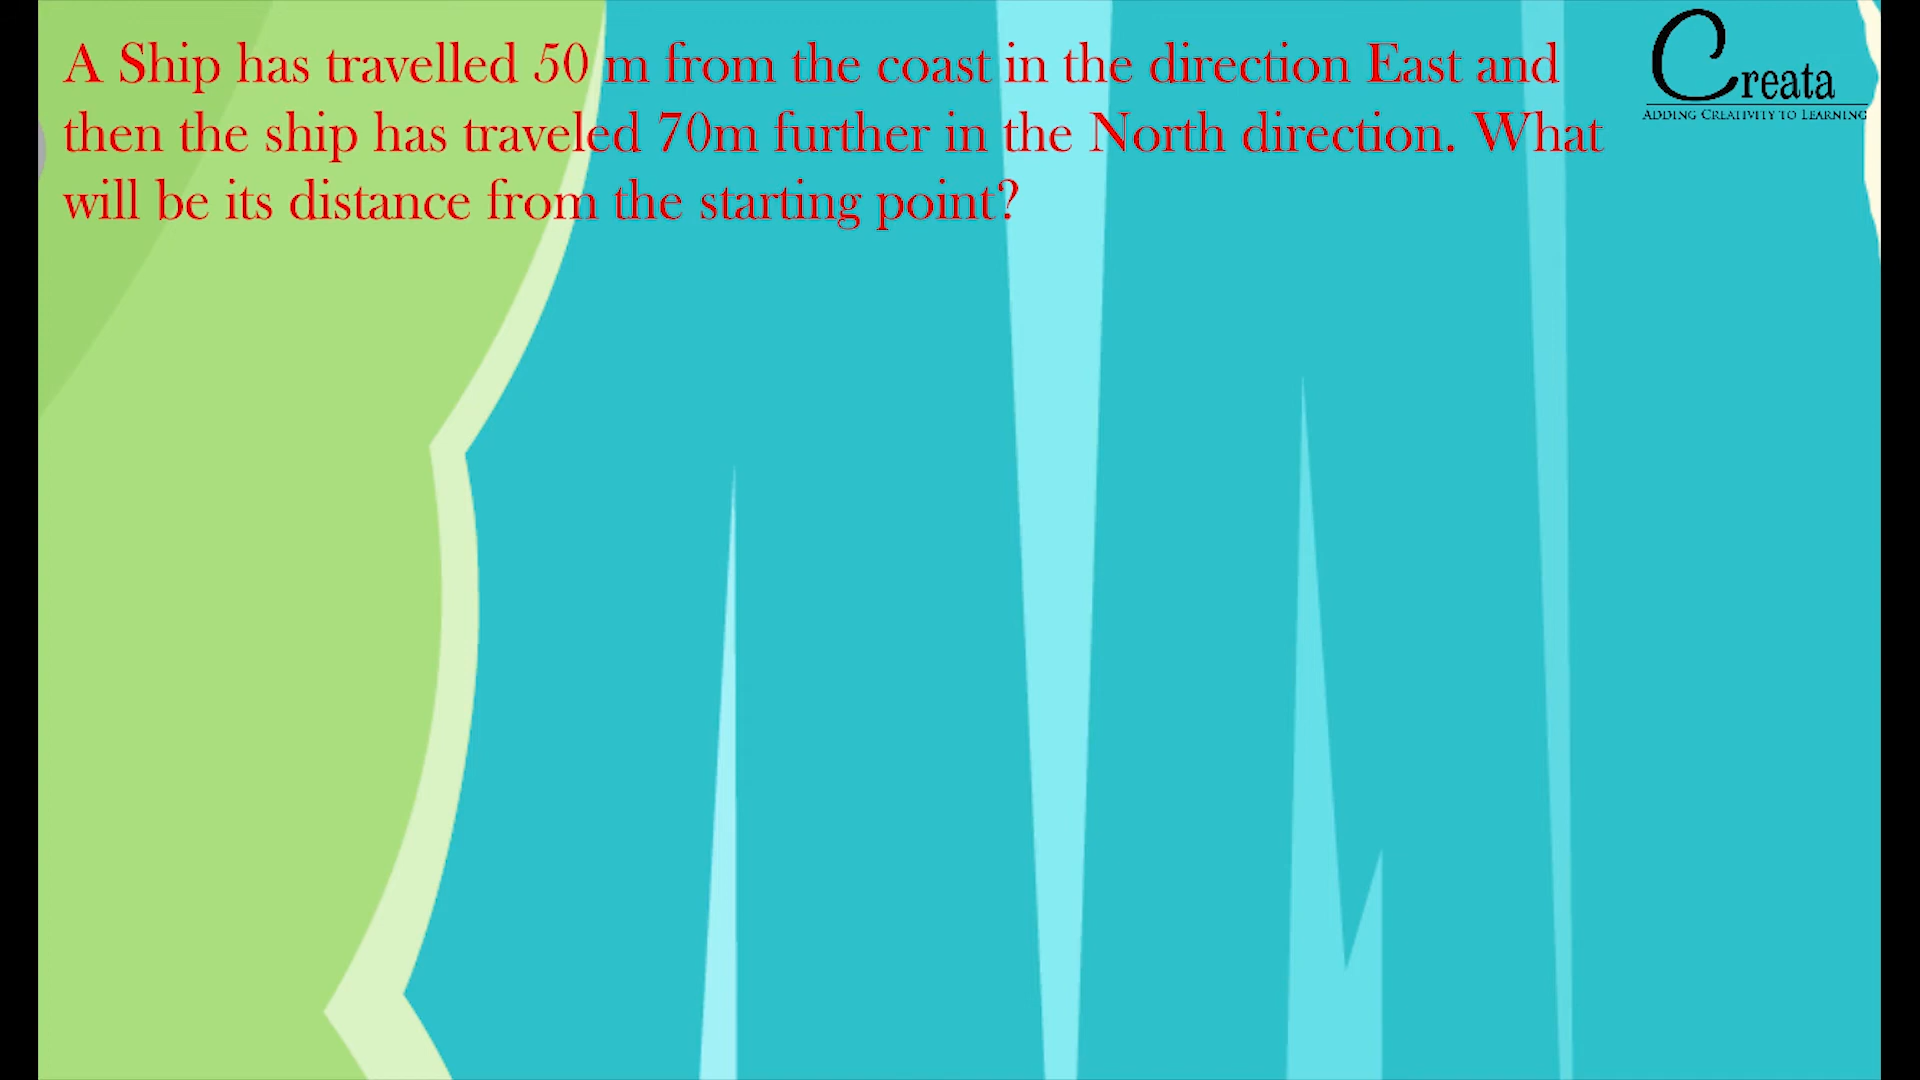 A Ship has travelled 50 m from the coast in the direction East and
then the ship has traveled 70m further in the North direction. What
will be its distance from the starting point?
Creata
ADDING CREATIVITY TO LEARNING